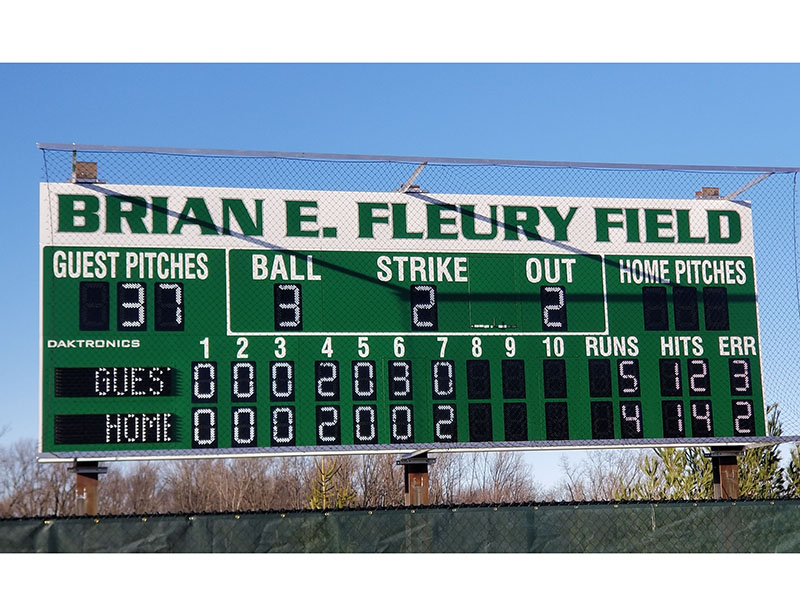 BRIAN E. FLEURY FIELD
GUEST PITCHES BALL STRIKE OUT HOME PITCHES
37 3 2 2
DAKTRONICS 1 2 3 4 5 6 7 8 9 10 RUNS HITS ERR
GUES 0 0 0 2 0 3 0 5 12 3
HOME 0 0 0 2 0 0 2 4 14 2